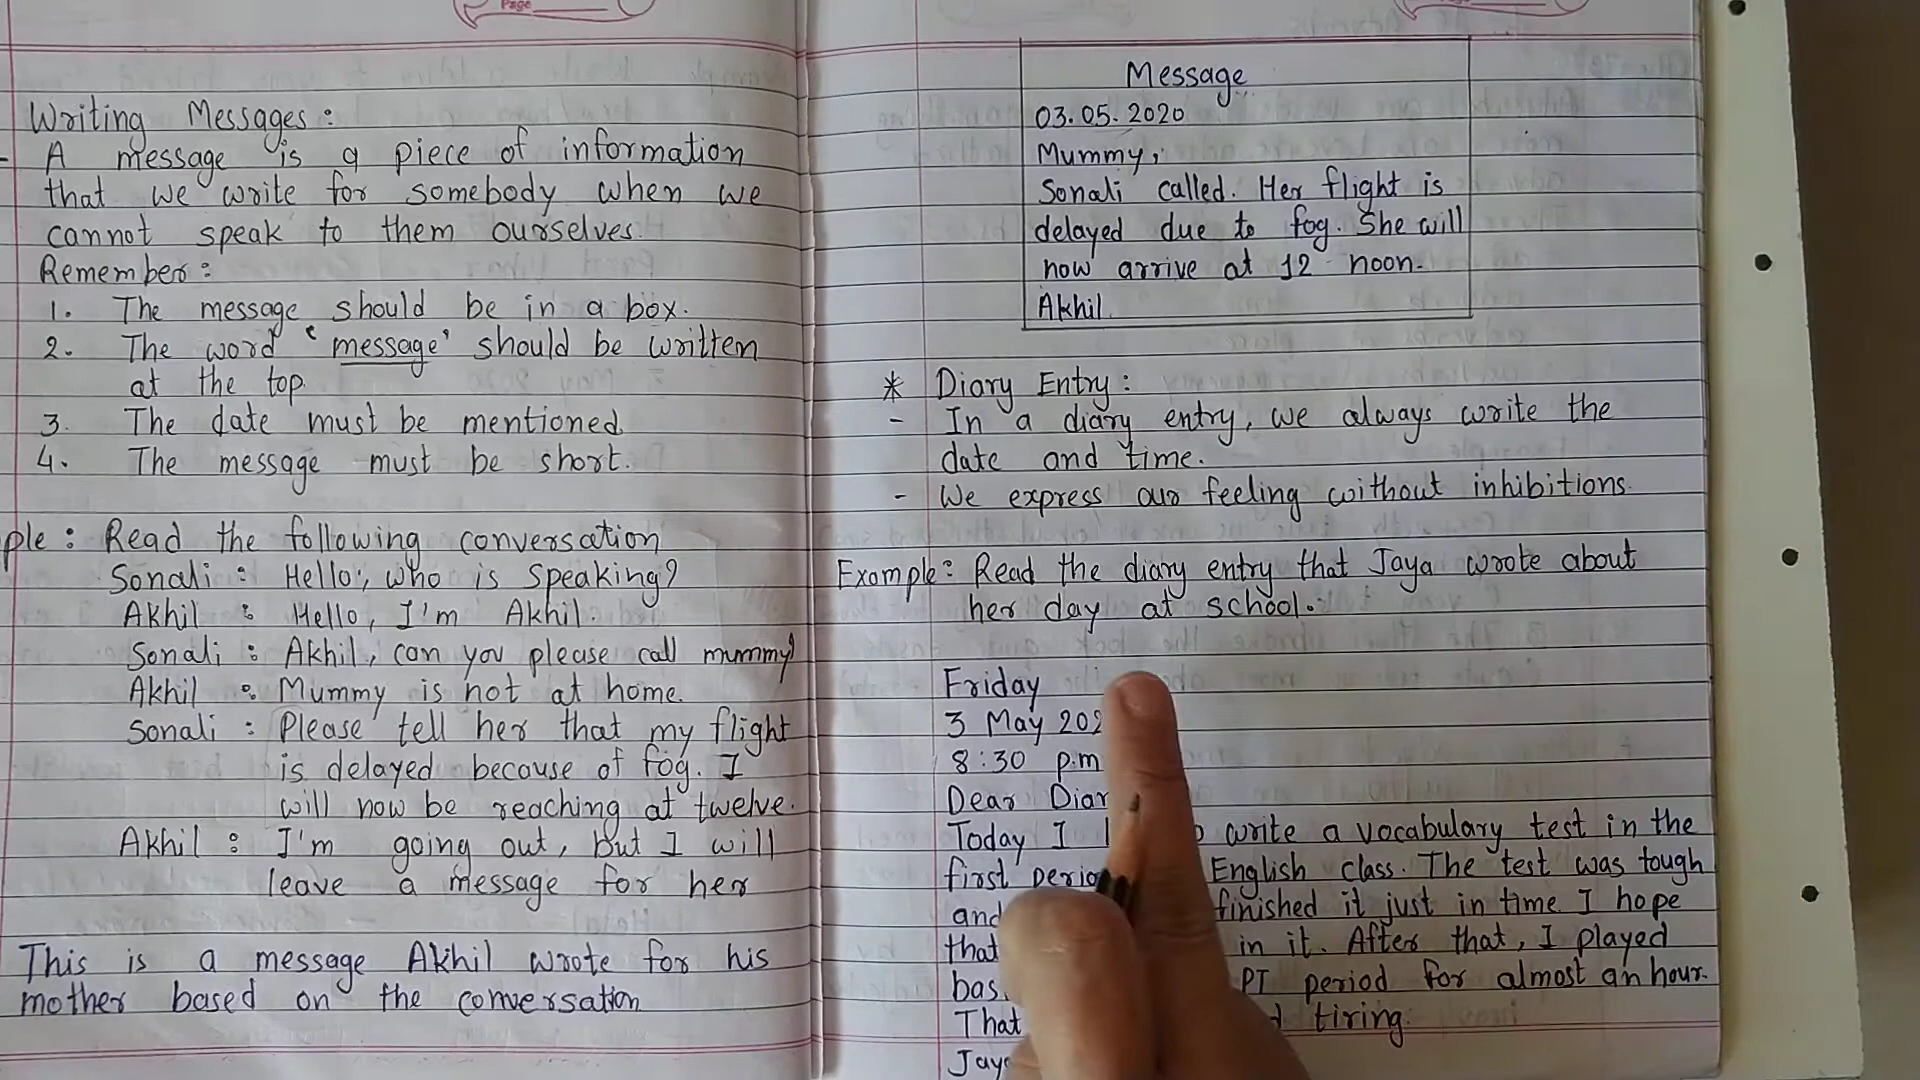 Page
Writing Messages :
- A message is a piece of information
that we write for somebody when we
cannot speak to them ourselves.
Remember :
1. The message should be in a box.
2. The word 'message' should be written
at the top.
3. The date must be mentioned.
4. The message must be short.
ple : Read the following conversation
Sonali : Hello, who is speaking?
Akhil : Hello, I'm Akhil.
Sonali : Akhil, can you please call mummy?
Akhil : Mummy is not at home.
Sonali : Please tell her that my flight
is delayed because of fog. I
will now be reaching at twelve.
Akhil : I'm going out, but I will
leave a message for her
This is a message Akhil wrote for his
mother based on the conversation
Message
03.05.2020
Mummy,
Sonali called. Her flight is
delayed due to fog. She will
now arrive at 12 noon.
Akhil.
* Diary Entry :
- In a diary entry, we always write the
date and time.
- We express our feeling without inhibitions.
Example : Read the diary entry that Jaya wrote about
her day at school.
Friday
3 May 202
8:30 p.m
Dear Diar
Today I write a vocabulary test in the
first perio English class. The test was tough
and finished it just in time. I hope
that in it. After that, I played
bas PT period for almost an hour.
That tiring.
Jay